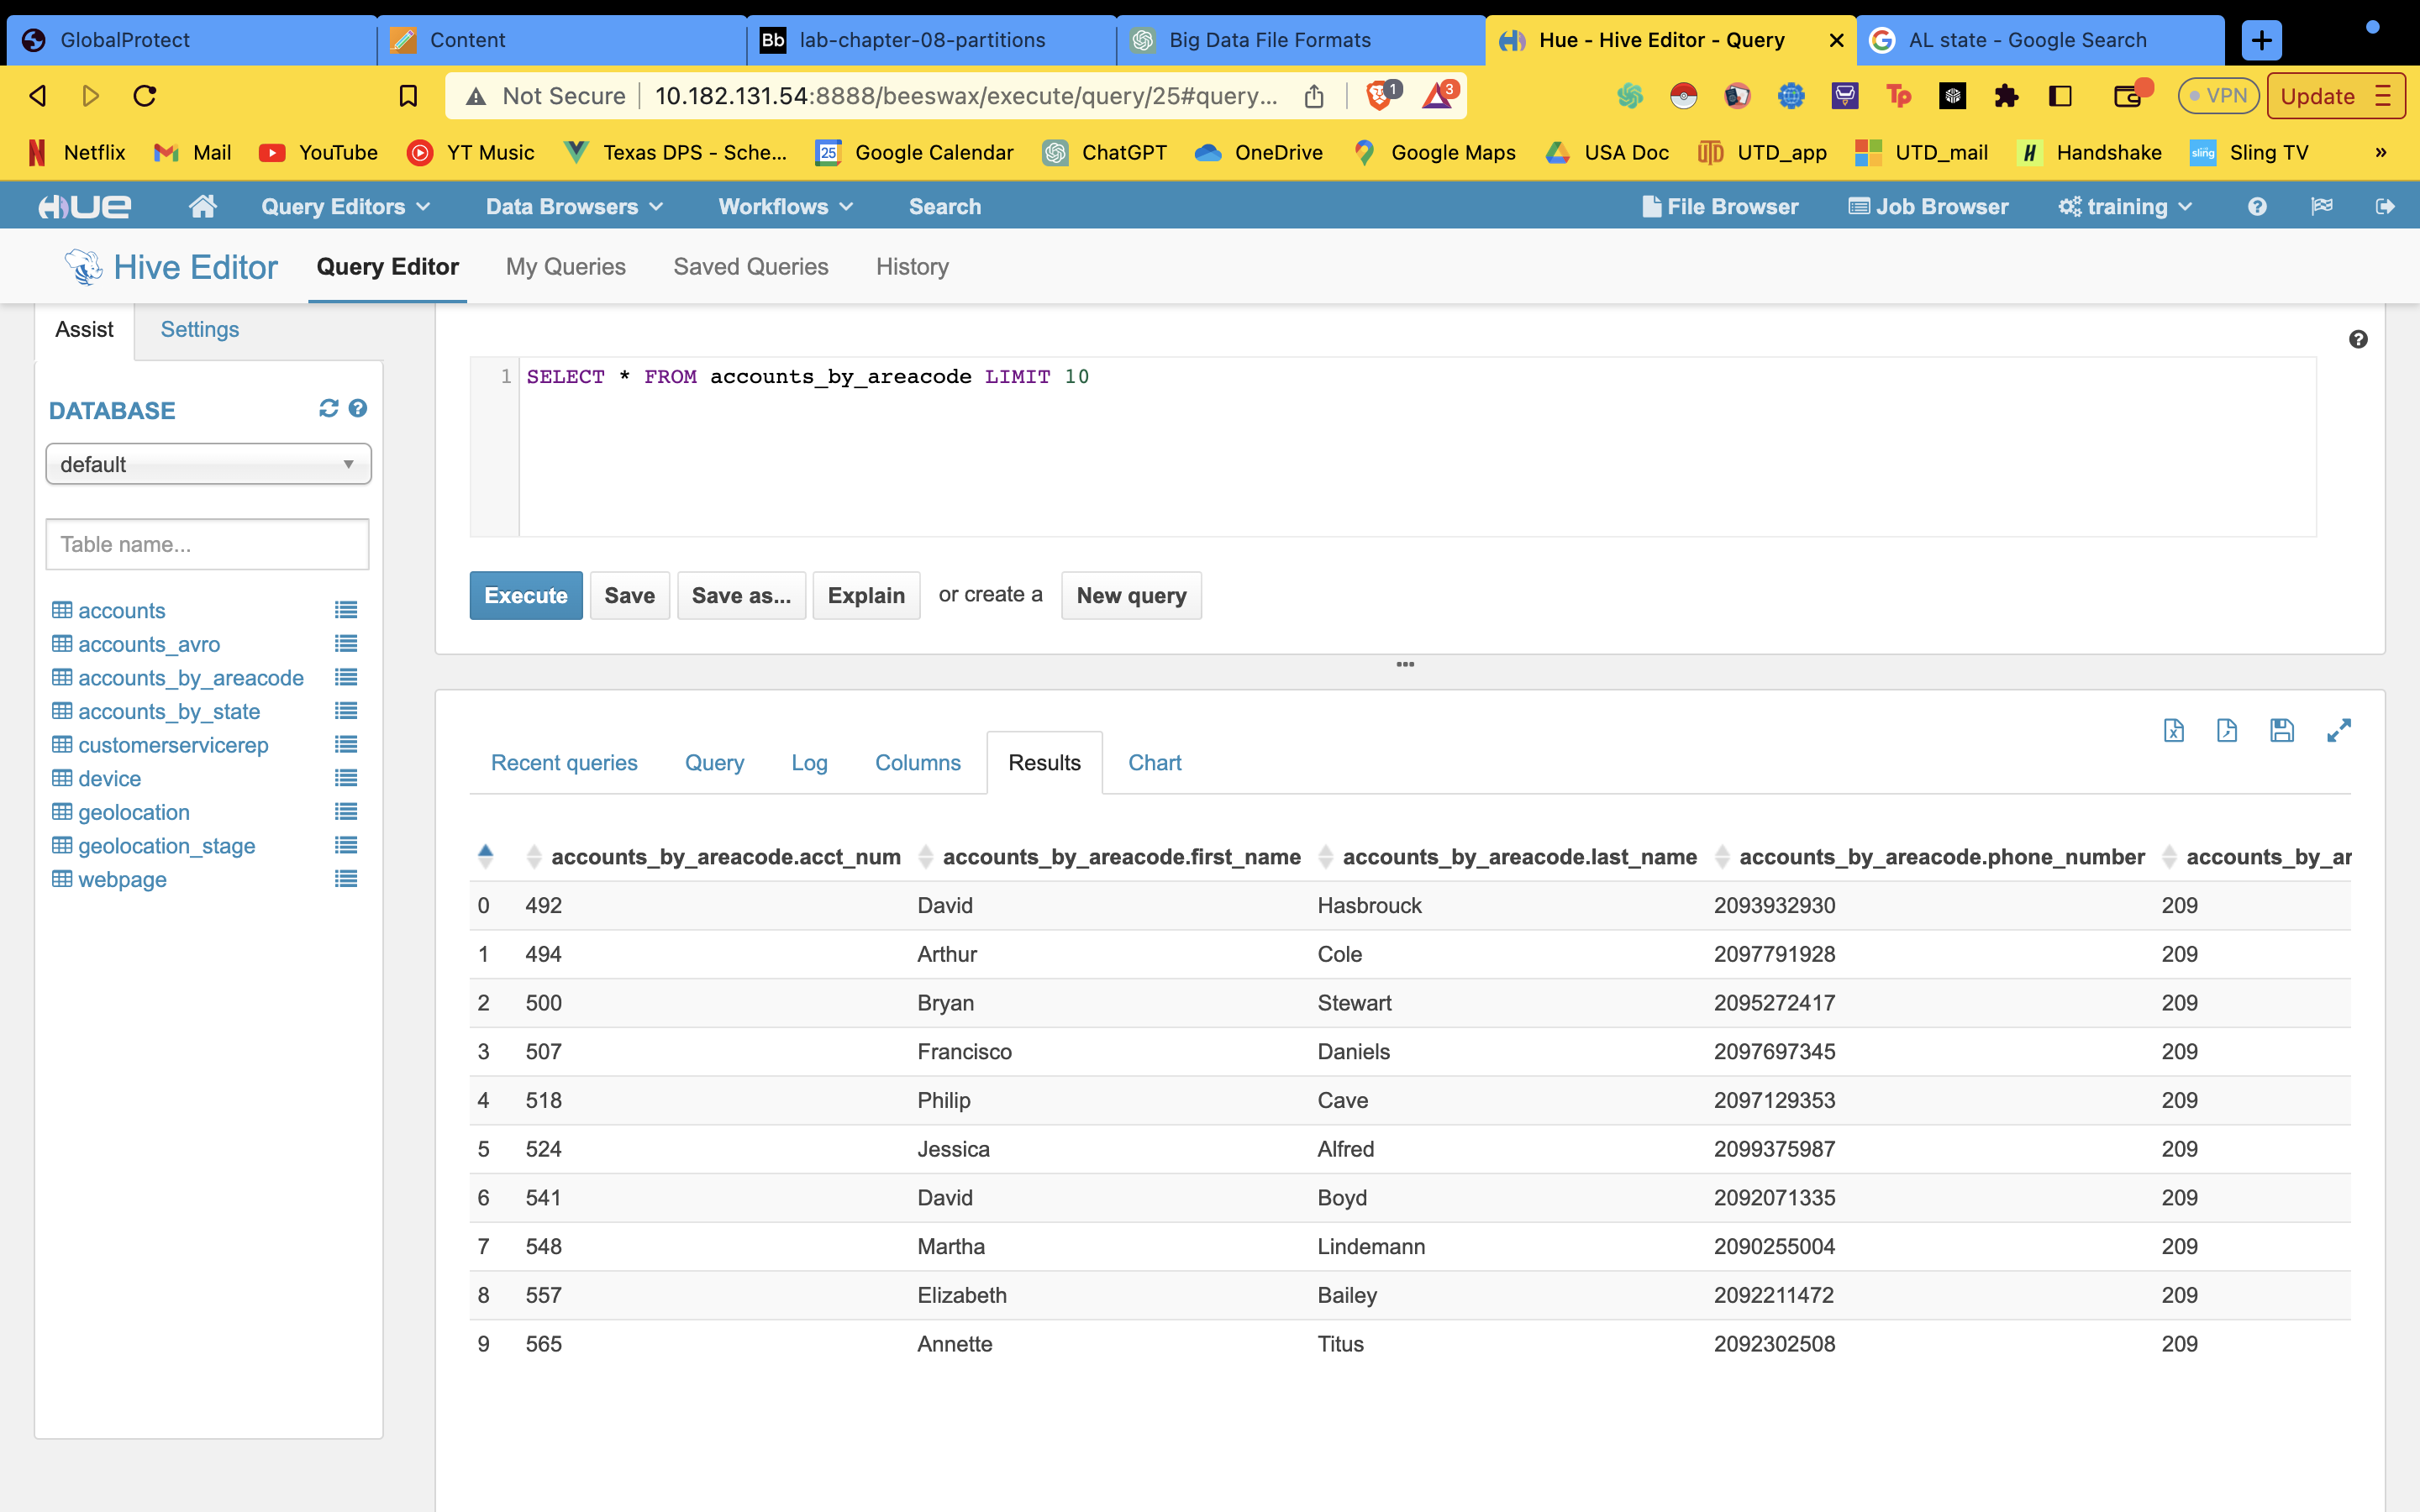 GlobalProtect
Content
Bb lab-chapter-08-partitions
Big Data File Formats
Hue - Hive Editor - Query
AL state - Google Search
Not Secure 10.182.131.54:8888/beeswax/execute/query/25#query...
1
3
VPN
Update
Netflix
Mail
YouTube
YT Music
Texas DPS - Sche...
25 Google Calendar
ChatGPT
OneDrive
Google Maps
USA Doc
UTD_app
UTD_mail
Handshake
sling Sling TV
»
HUE
Query Editors
Data Browsers
Workflows
Search
File Browser
Job Browser
training
Hive Editor
Query Editor
My Queries
Saved Queries
History
Assist
Settings
DATABASE
default
Table name...
accounts
accounts_avro
accounts_by_areacode
accounts_by_state
customerservicerep
device
geolocation
geolocation_stage
webpage
1 SELECT * FROM accounts_by_areacode LIMIT 10
Execute Save Save as... Explain or create a New query
Recent queries Query Log Columns Results Chart
accounts_by_areacode.acct_num accounts_by_areacode.first_name accounts_by_areacode.last_name accounts_by_areacode.phone_number accounts_by_ar
0 492 David Hasbrouck 2093932930 209
1 494 Arthur Cole 2097791928 209
2 500 Bryan Stewart 2095272417 209
3 507 Francisco Daniels 2097697345 209
4 518 Philip Cave 2097129353 209
5 524 Jessica Alfred 2099375987 209
6 541 David Boyd 2092071335 209
7 548 Martha Lindemann 2090255004 209
8 557 Elizabeth Bailey 2092211472 209
9 565 Annette Titus 2092302508 209